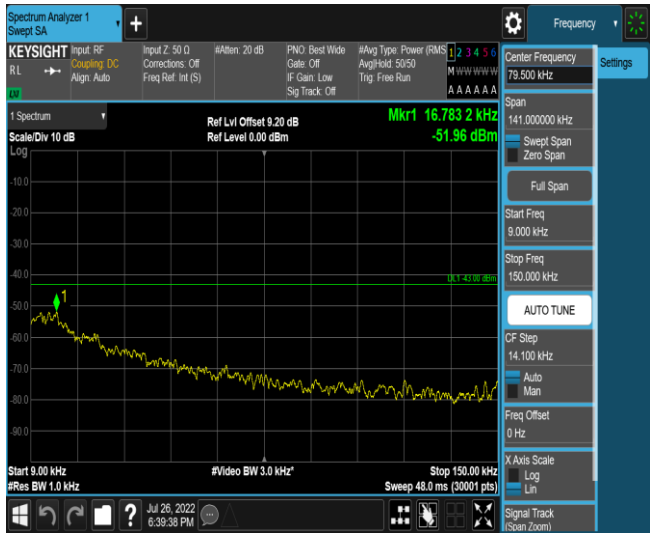 Spectrum Analyzer 1
Swept SA
Frequency
KEYSIGHT
RL
Input: RF
Coupling: DC
Align: Auto
Input Z: 50 Ω
Corrections: Off
Freq Ref: Int (S)
#Atten: 20 dB
PNO: Best Wide
Gate: Off
IF Gain: Low
Sig Track: Off
#Avg Type: Power (RMS
Avg|Hold: 50/50
Trig: Free Run
1 2 3 4 5 6
M W W W W W
A A A A A A
LXI
1 Spectrum
Scale/Div 10 dB
Ref Lvl Offset 9.20 dB
Ref Level 0.00 dBm
Mkr1 16.783 2 kHz
-51.96 dBm
Log
-10.0
-20.0
-30.0
-40.0
-50.0
-60.0
-70.0
-80.0
-90.0
DL1 -43.00 dBm
1
Start 9.00 kHz
#Res BW 1.0 kHz
#Video BW 3.0 kHz*
Stop 150.00 kHz
Sweep 48.0 ms (30001 pts)
?
Jul 26, 2022
6:39:38 PM
Center Frequency
79.500 kHz
Settings
Span
141.000000 kHz
Swept Span
Zero Span
Full Span
Start Freq
9.000 kHz
Stop Freq
150.000 kHz
AUTO TUNE
CF Step
14.100 kHz
Auto
Man
Freq Offset
0 Hz
X Axis Scale
Log
Lin
Signal Track
(Span Zoom)